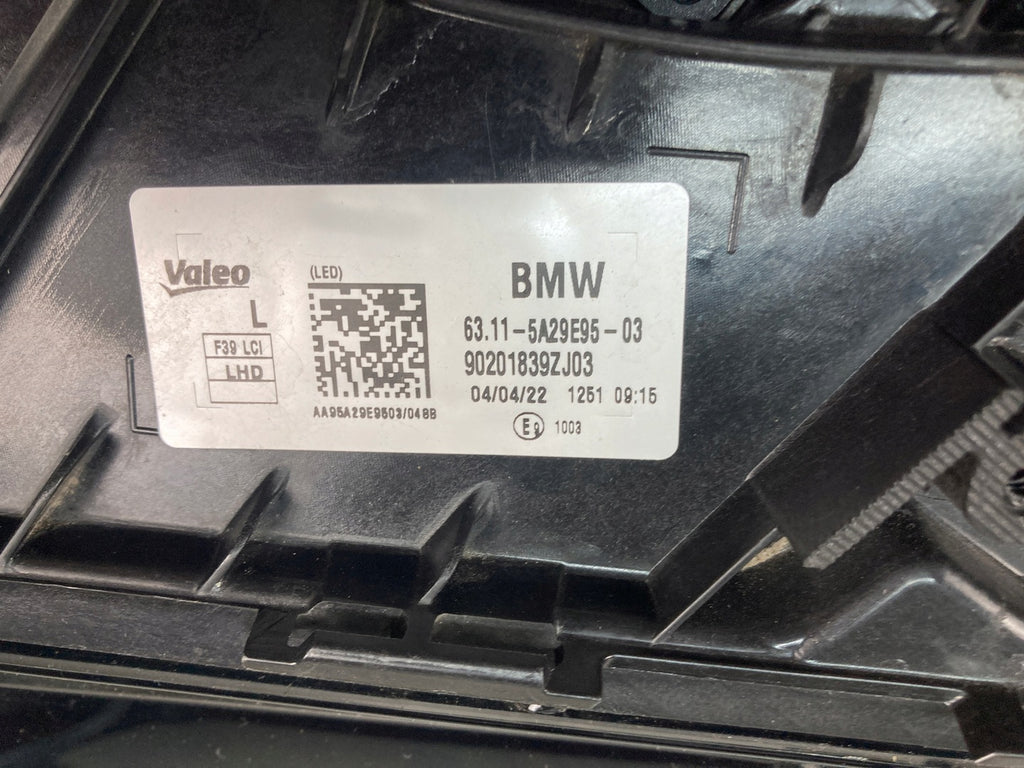 Valeo
L
F39 LCI
LHD
(LED)
AA95A29E9503/048B
BMW
63.11-5A29E95-03
90201839ZJ03
04/04/22 1251 09:15
E9 1003